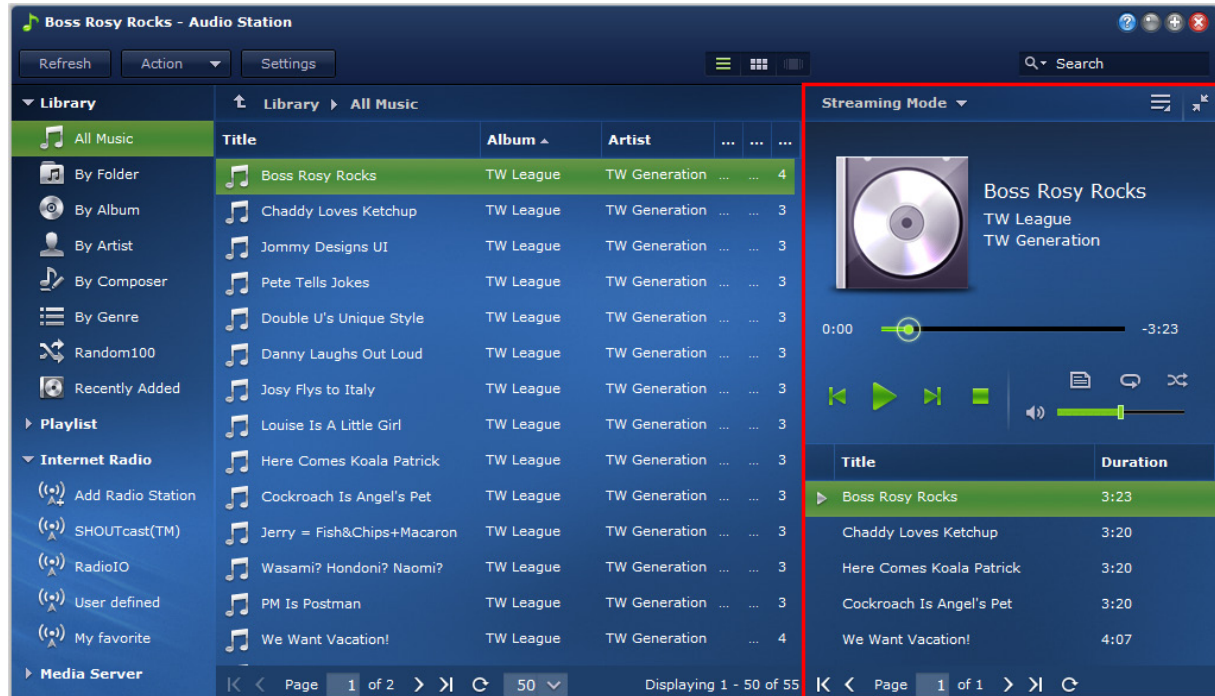 Boss Rosy Rocks - Audio Station
Refresh Action Settings Search
Library
All Music
By Folder
By Album
By Artist
By Composer
By Genre
Random100
Recently Added
Playlist
Internet Radio
Add Radio Station
SHOUTcast(TM)
RadioIO
User defined
My favorite
Media Server
Library All Music
Title Album Artist ... ... ...
Boss Rosy Rocks TW League TW Generation ... ... 4
Chaddy Loves Ketchup TW League TW Generation ... ... 3
Jommy Designs UI TW League TW Generation ... ... 3
Pete Tells Jokes TW League TW Generation ... ... 3
Double U's Unique Style TW League TW Generation ... ... 3
Danny Laughs Out Loud TW League TW Generation ... ... 3
Josy Flys to Italy TW League TW Generation ... ... 3
Louise Is A Little Girl TW League TW Generation ... ... 3
Here Comes Koala Patrick TW League TW Generation ... ... 3
Cockroach Is Angel's Pet TW League TW Generation ... ... 3
Jerry = Fish&Chips+Macaron TW League TW Generation ... ... 3
Wasami? Hondoni? Naomi? TW League TW Generation ... ... 3
PM Is Postman TW League TW Generation ... ... 3
We Want Vacation! TW League TW Generation ... 4
Page 1 of 2 50 Displaying 1 - 50 of 55
Streaming Mode
Boss Rosy Rocks
TW League
TW Generation
0:00 -3:23
Title Duration
Boss Rosy Rocks 3:23
Chaddy Loves Ketchup 3:20
Here Comes Koala Patrick 3:20
Cockroach Is Angel's Pet 3:20
We Want Vacation! 4:07
Page 1 of 1